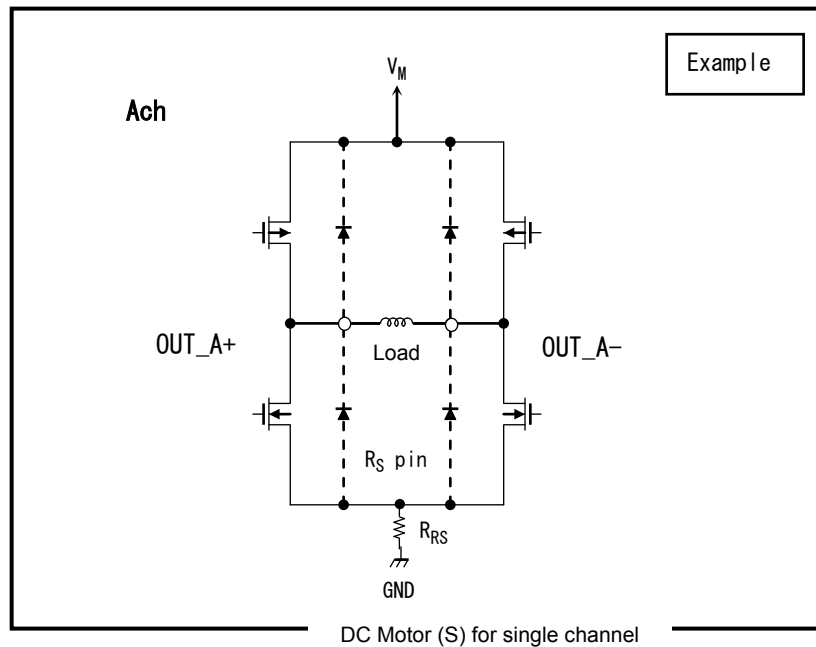 Example
V_M
Ach
OUT_A+
Load
OUT_A-
R_S pin
R_RS
GND
DC Motor (S) for single channel